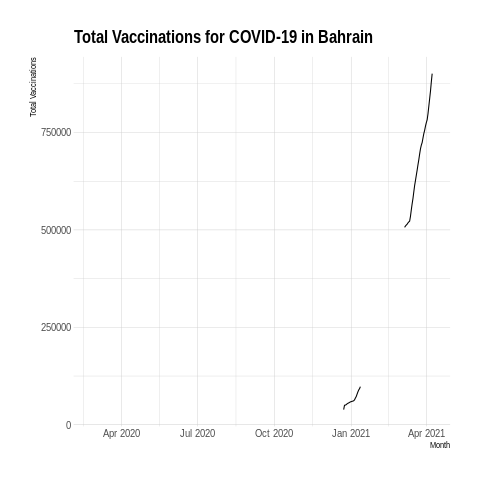 Total Vaccinations for COVID-19 in Bahrain
Total Vaccinations
750000
500000
250000
0
Apr 2020 Jul 2020 Oct 2020 Jan 2021 Apr 2021
Month